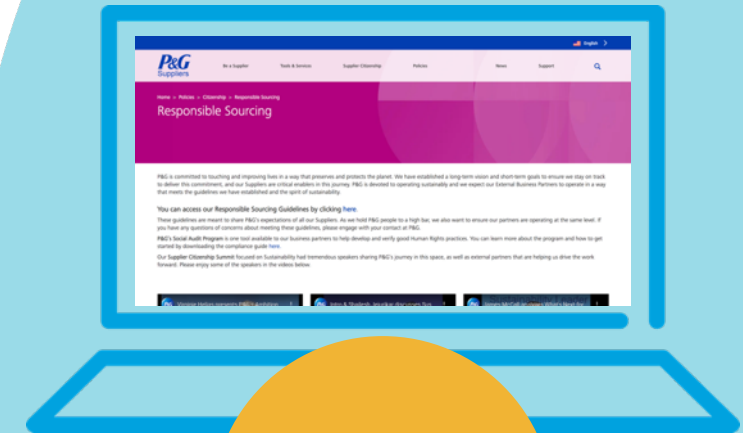 English
P&G
Suppliers
Be a Supplier
Tools & Services
Supplier Citizenship
Policies
News
Support
Home > Policies > Citizenship > Responsible Sourcing
Responsible Sourcing
P&G is committed to touching and improving lives in a way that preserves and protects the planet. We have established a long-term vision and short-term goals to ensure we stay on track
to deliver this commitment, and our Suppliers are critical enablers in this journey. P&G is devoted to operating sustainably and we expect our External Business Partners to operate in a way
that meets the guidelines we have established and the spirit of sustainability.
You can access our Responsible Sourcing Guidelines by clicking here.
These guidelines are meant to share P&G's expectations of all our Suppliers. As we hold P&G people to a high bar, we also want to ensure our partners are operating at the same level. If
you have any questions of concerns about meeting these guidelines, please engage with your contact at P&G.
P&G's Social Audit Program is one tool available to our business partners to help develop and verify good Human Rights practices. You can learn more about the program and how to get
started by downloading the compliance guide here.
Our Supplier Citizenship Summit focused on Sustainability had tremendous speakers sharing P&G's journey in this space, as well as external partners that are helping us drive the work
forward. Please enjoy some of the speakers in the videos below.